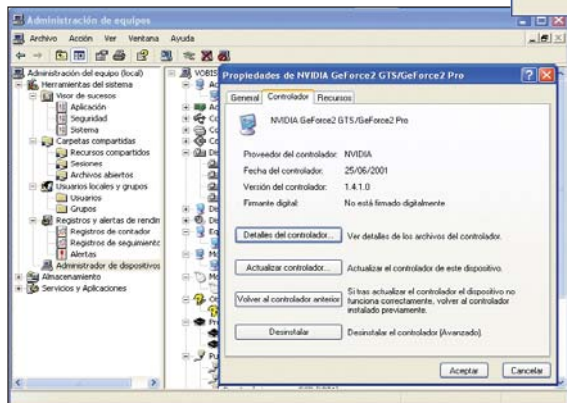 Administración de equipos
Archivo Acción Ver Ventana Ayuda
Administración del equipo (local)
Herramientas del sistema
Visor de sucesos
Aplicación
Seguridad
Sistema
Carpetas compartidas
Recursos compartidos
Sesiones
Archivos abiertos
Usuarios locales y grupos
Usuarios
Grupos
Registros y alertas de rendin
Registros de contador
Registros de seguimiento
Alertas
Administrador de dispositivos
Almacenamiento
Servicios y Aplicaciones
VOBIS
Propiedades de NVIDIA GeForce2 GTS/GeForce2 Pro
General Controlador Recursos
NVIDIA GeForce2 GTS/GeForce2 Pro
Proveedor del controlador: NVIDIA
Fecha del controlador: 25/06/2001
Versión del controlador: 1.4.1.0
Firmante digital: No está firmado digitalmente
Detalles del controlador... Ver detalles de los archivos del controlador.
Actualizar controlador... Actualizar el controlador de este dispositivo.
Volver al controlador anterior Si tras actualizar el controlador el dispositivo no
funciona correctamente, volver al controlador
instalado previamente.
Desinstalar Desinstalar el controlador (Avanzado).
Aceptar Cancelar